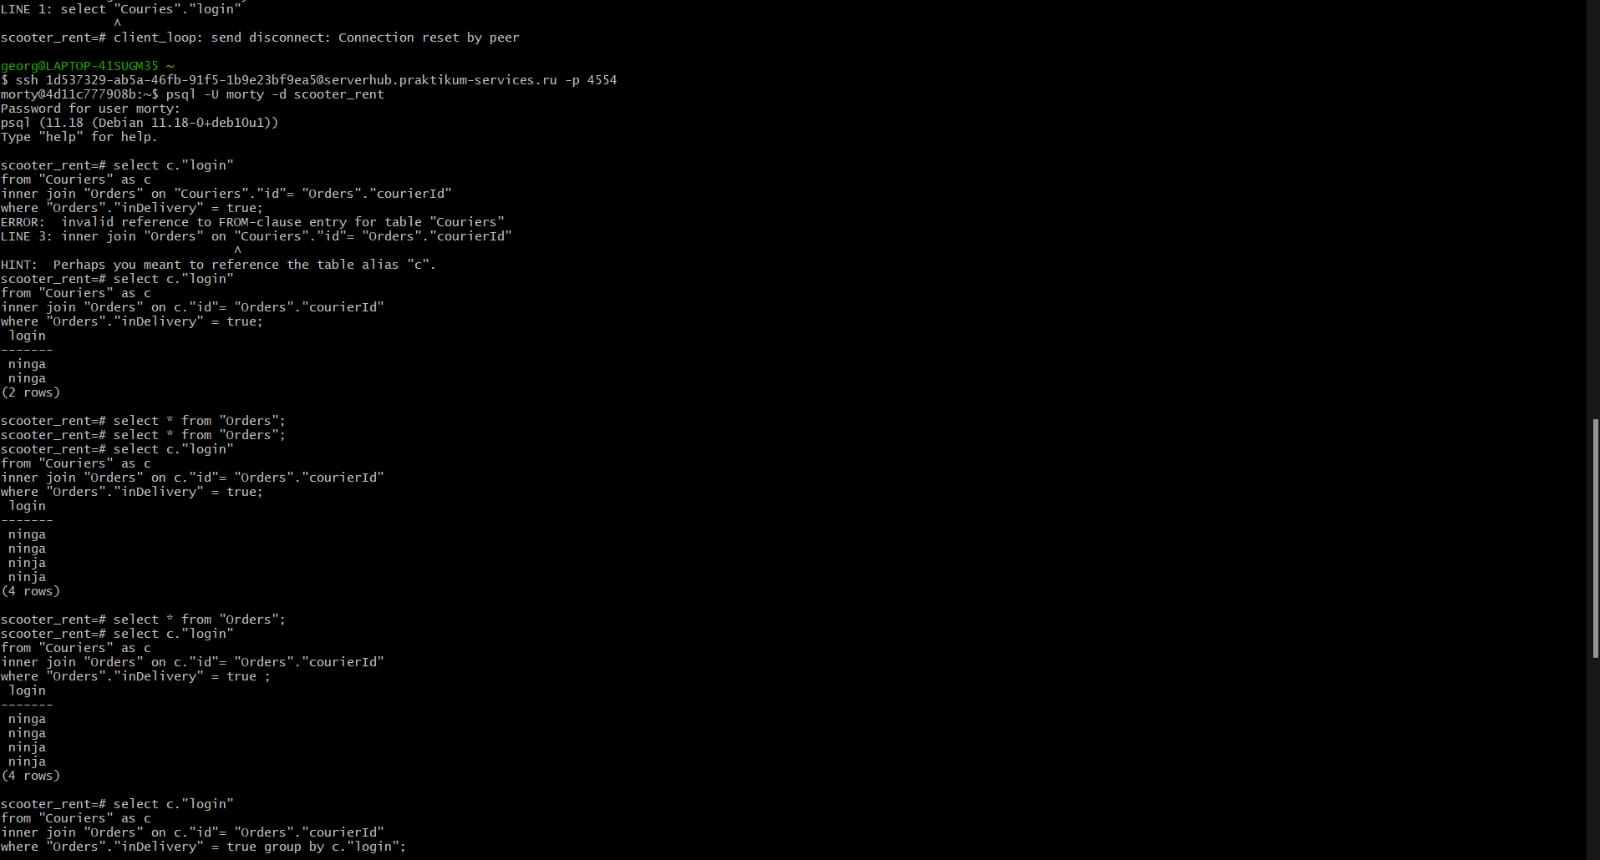 LINE 1: select "Couries"."login"
^
scooter_rent=# client_loop: send disconnect: Connection reset by peer
georg@LAPTOP-41SUGM35 ~
$ ssh 1d537329-ab5a-46fb-91f5-1b9e23bf9ea5@serverhub.praktikum-services.ru -p 4554
morty@4d11c777908b:~$ psql -U morty -d scooter_rent
Password for user morty:
psql (11.18 (Debian 11.18-0+deb10u1))
Type "help" for help.
scooter_rent=# select c."login"
from "Couriers" as c
inner join "Orders" on "Couriers"."id"= "Orders"."courierId"
where "Orders"."inDelivery" = true;
ERROR:  invalid reference to FROM-clause entry for table "Couriers"
LINE 3: inner join "Orders" on "Couriers"."id"= "Orders"."courierId"
^
HINT:  Perhaps you meant to reference the table alias "c".
scooter_rent=# select c."login"
from "Couriers" as c
inner join "Orders" on c."id"= "Orders"."courierId"
where "Orders"."inDelivery" = true;
login
-------
ninga
ninga
(2 rows)
scooter_rent=# select * from "Orders";
scooter_rent=# select * from "Orders";
scooter_rent=# select c."login"
from "Couriers" as c
inner join "Orders" on c."id"= "Orders"."courierId"
where "Orders"."inDelivery" = true;
login
-------
ninga
ninga
ninja
ninja
(4 rows)
scooter_rent=# select * from "Orders";
scooter_rent=# select c."login"
from "Couriers" as c
inner join "Orders" on c."id"= "Orders"."courierId"
where "Orders"."inDelivery" = true ;
login
-------
ninga
ninga
ninja
ninja
(4 rows)
scooter_rent=# select c."login"
from "Couriers" as c
inner join "Orders" on c."id"= "Orders"."courierId"
where "Orders"."inDelivery" = true group by c."login";